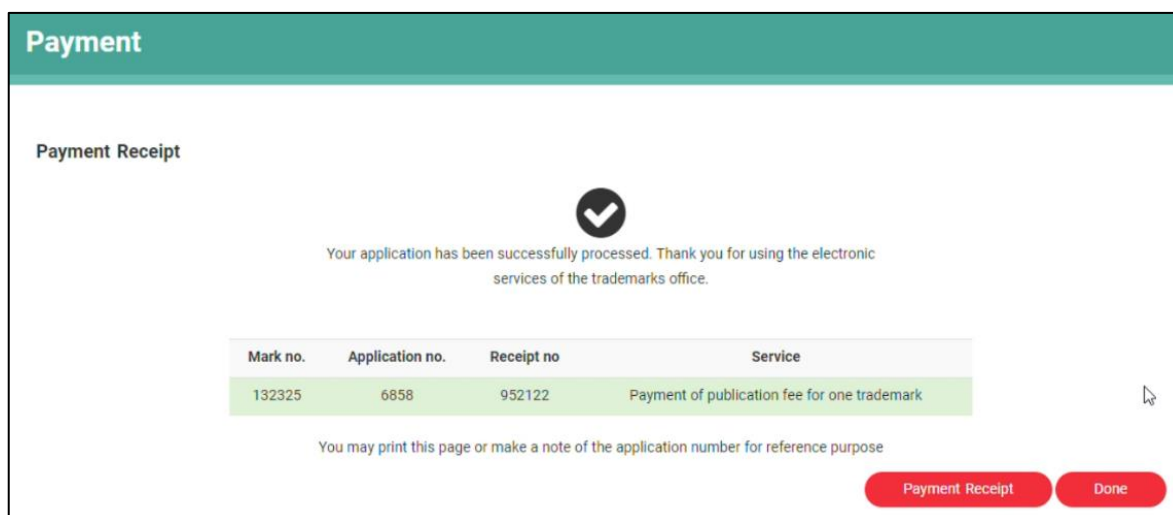 Payment
Payment Receipt
Your application has been successfully processed. Thank you for using the electronic
services of the trademarks office.
Mark no. Application no. Receipt no Service
132325 6858 952122 Payment of publication fee for one trademark
You may print this page or make a note of the application number for reference purpose
Payment Receipt Done